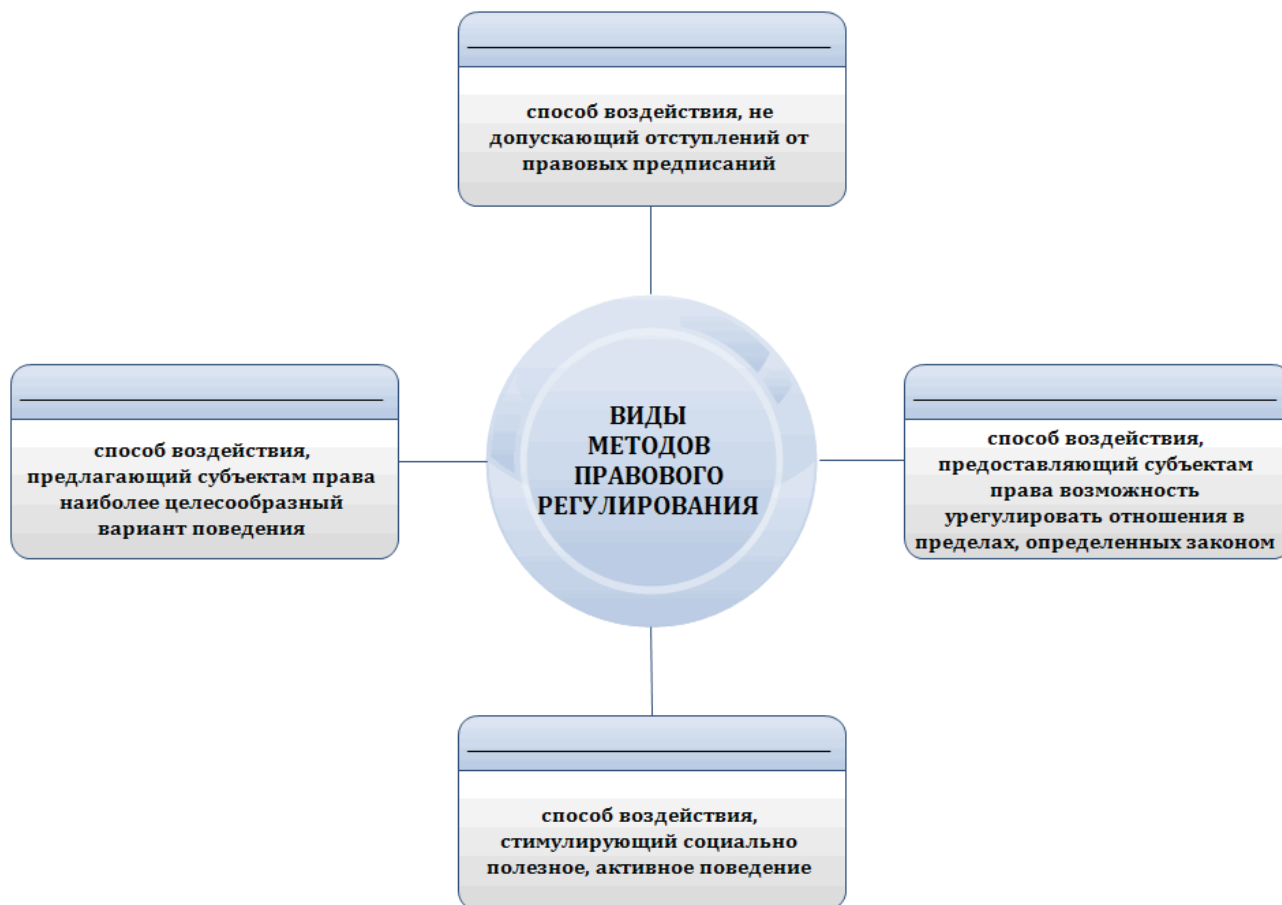 способ воздействия, не
допускающий отступлений от
правовых предписаний
способ воздействия,
предлагающий субъектам права
наиболее целесообразный
вариант поведения
ВИДЫ
МЕТОДОВ
ПРАВОВОГО
РЕГУЛИРОВАНИЯ
способ воздействия,
предоставляющий субъектам
права возможность
урегулировать отношения в
пределах, определенных законом
способ воздействия,
стимулирующий социально
полезное, активное поведение